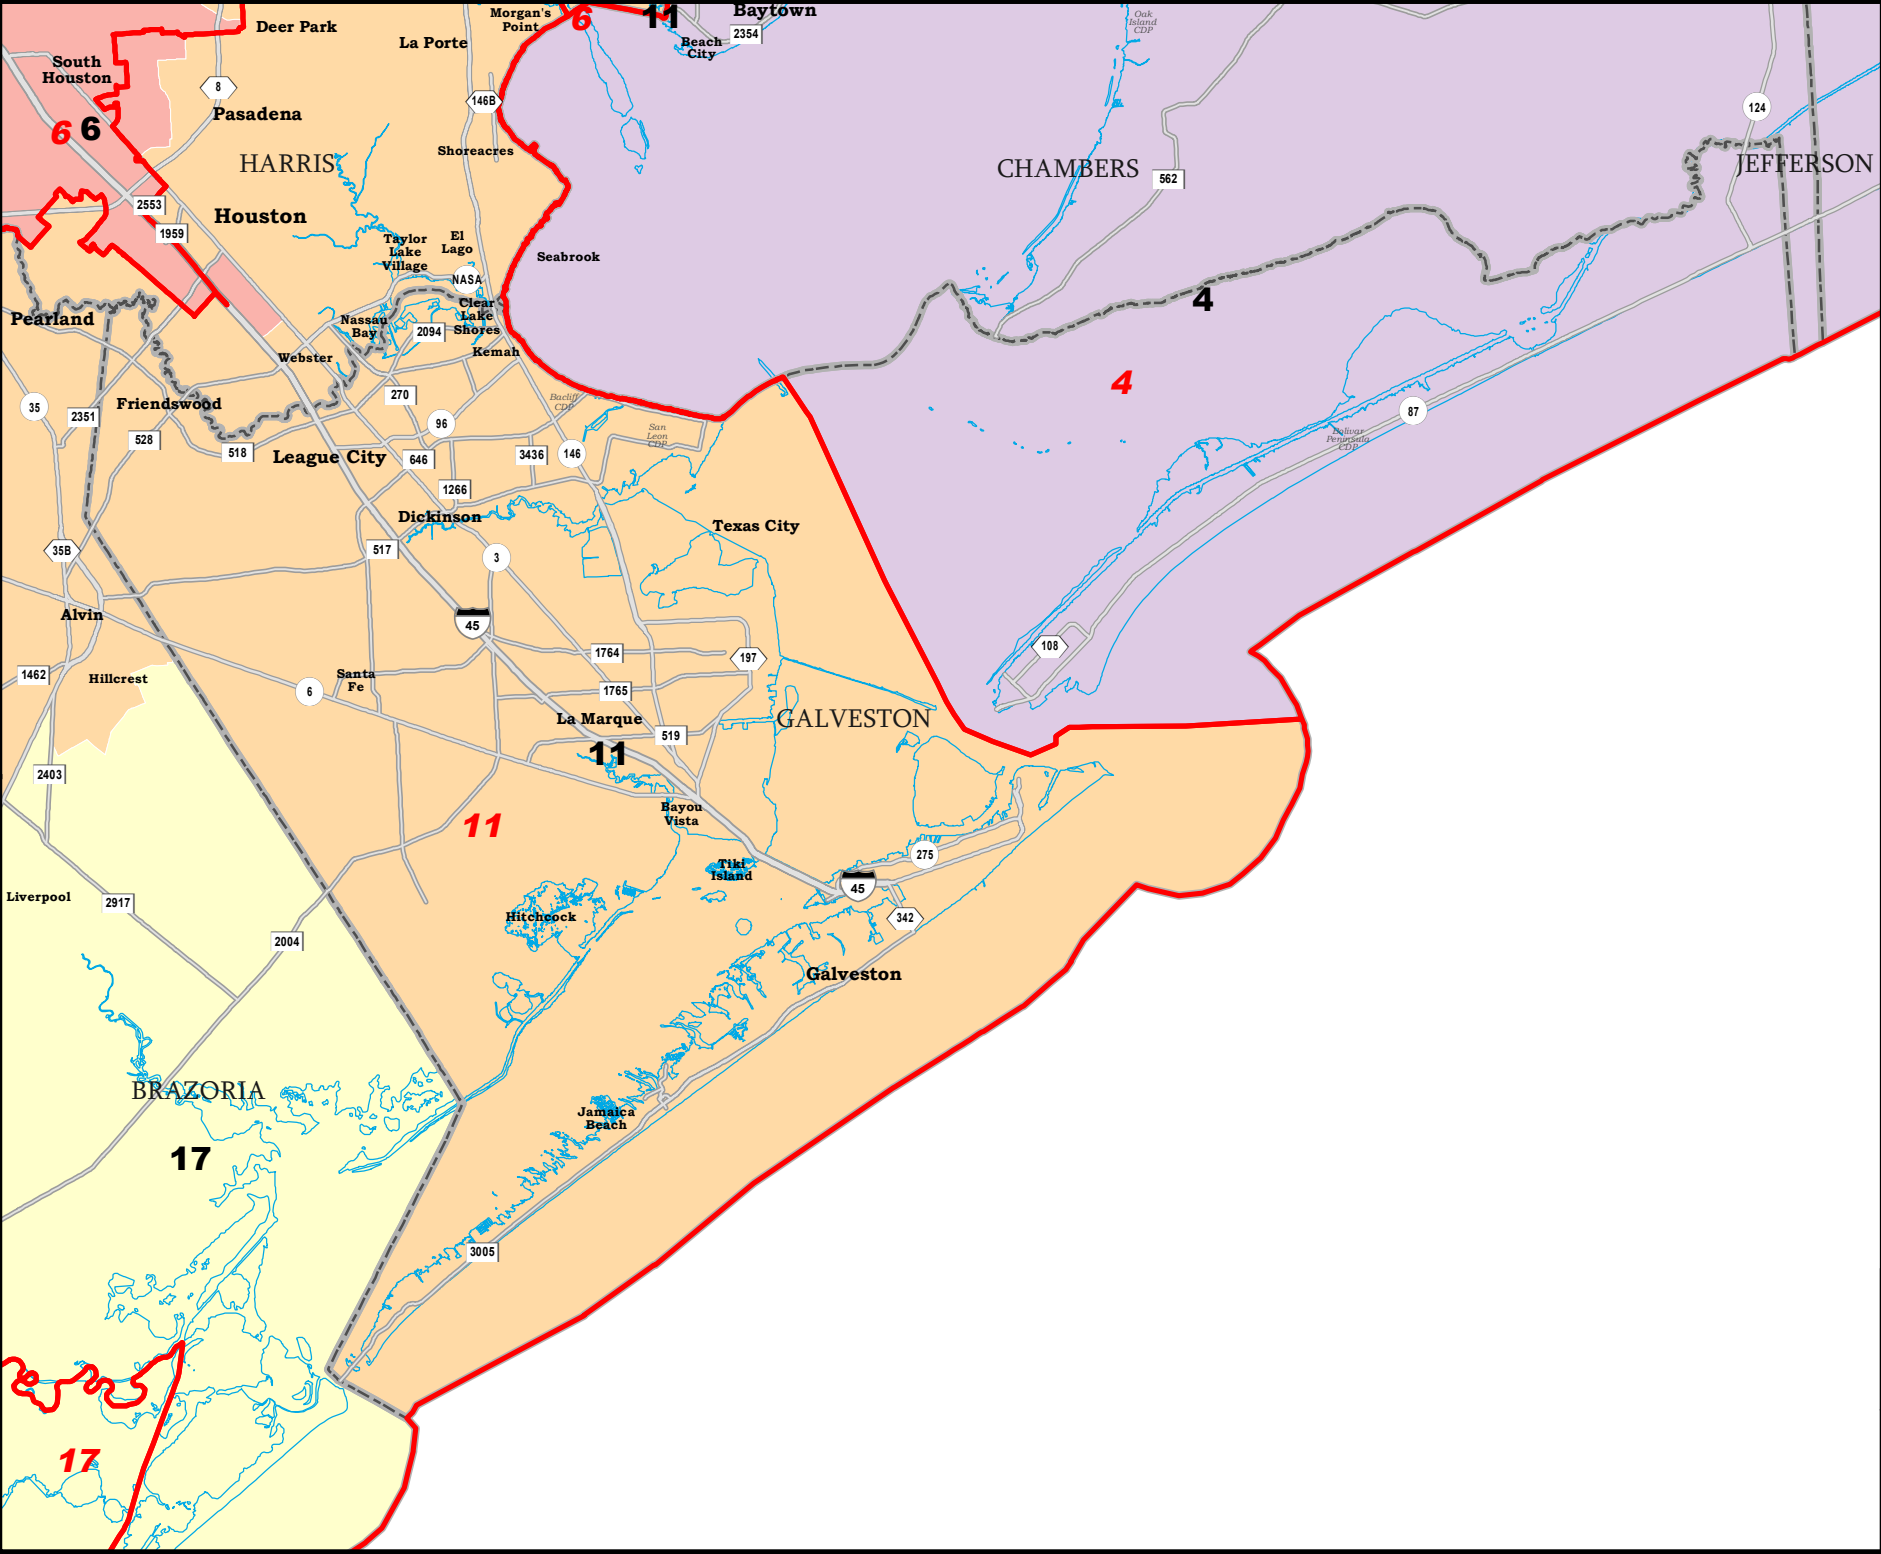 Deer Park
La Porte
Morgan's
Point
6
11
Baytown
2354
Beach
City
Oak
Island
CDP
South
Houston
8
146B
Pasadena
124
6
6
HARRIS
Shoreacres
CHAMBERS
562
JEFFERSON
2553
1959
Houston
Taylor
Lake
Village
El
Lago
Seabrook
NASA
Clear
Lake
Shores
Pearland
Nassau
Bay
2094
4
Webster
Kemah
270
4
35
2351
Friendswood
96
Bacliff
CDP
87
528
518
League City
646
3436
146
San
Leon
CDP
Bolivar
Peninsula
CDP
1266
Dickinson
Texas City
35B
517
3
Alvin
45
108
1462
Hillcrest
6
Santa
Fe
1764
197
1765
La Marque
GALVESTON
519
11
2403
11
Bayou
Vista
275
Tiki
Island
45
Liverpool
2917
Hitchcock
342
2004
Galveston
BRAZORIA
Jamaica
Beach
17
3005
17